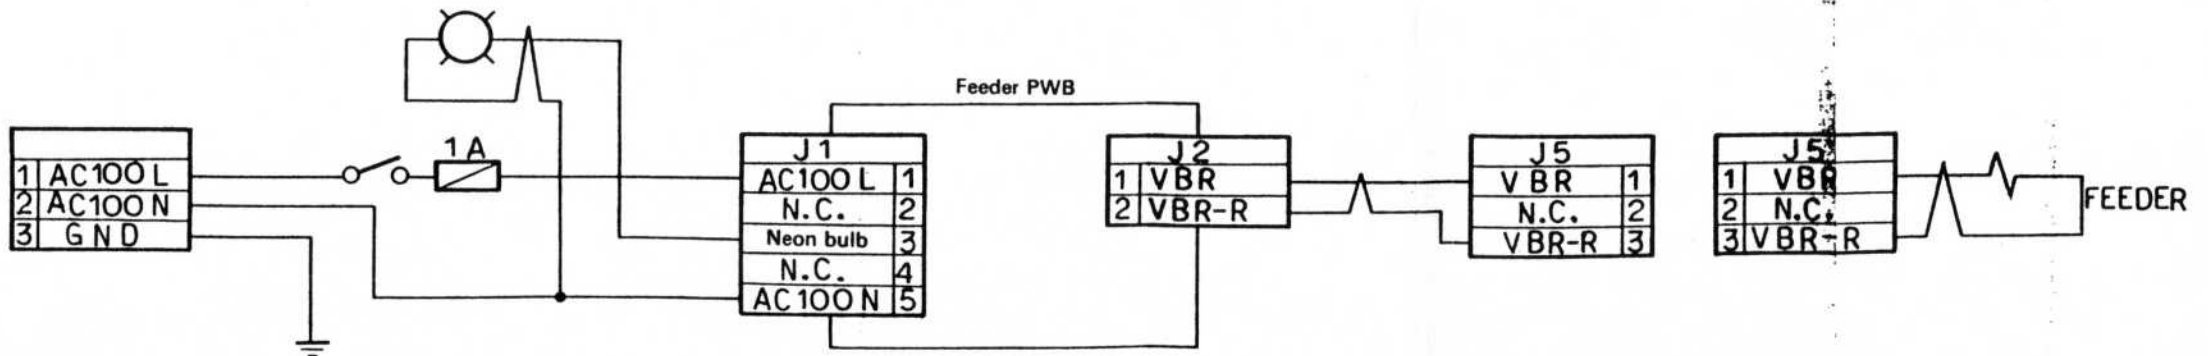 Feeder PWB
1 AC100 L
2 AC100 N
3 GND
1A
J1
AC100 L 1
N.C. 2
Neon bulb 3
N.C. 4
AC100 N 5
J2
1 VBR
2 VBR-R
J5
VBR 1
N.C. 2
VBR-R 3
J5
1 VBR
2 N.C.
3 VBR-R
FEEDER